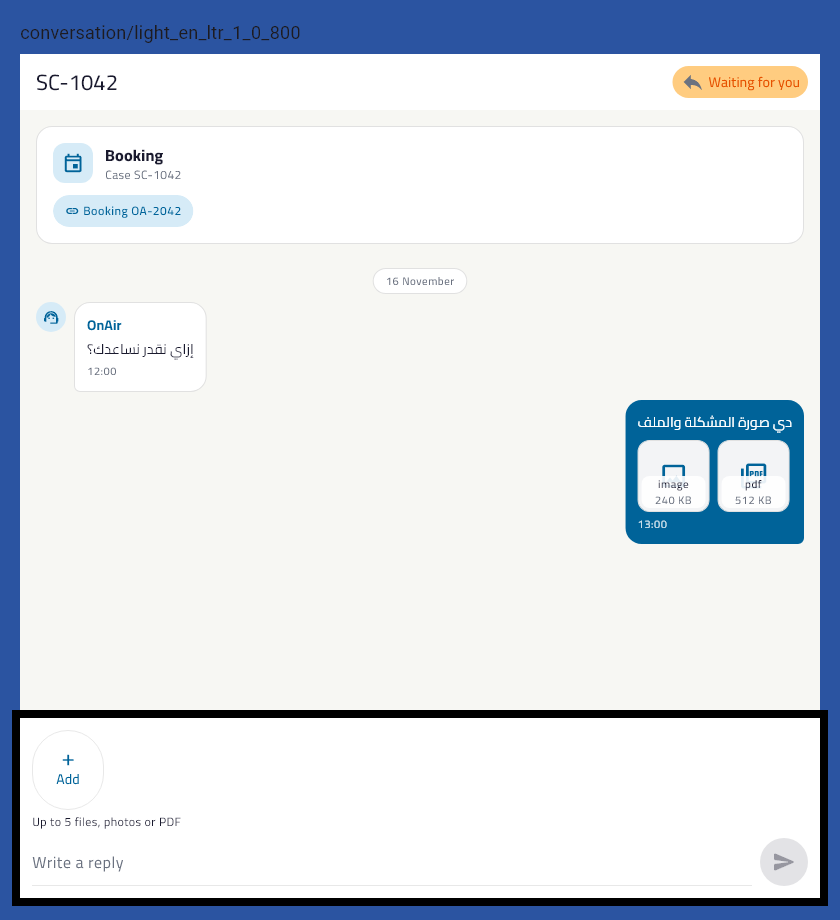 conversation/light_en_ltr_1_0_800
SC-1042
Waiting for you
Booking
Case SC-1042
Booking OA-2042
16 November
OnAir
إزاي نقدر نساعدك؟
12:00
دي صورة المشكلة والملف
PDF
image
pdf
240 KB
512 KB
13:00
+
Add
Up to 5 files, photos or PDF
Write a reply